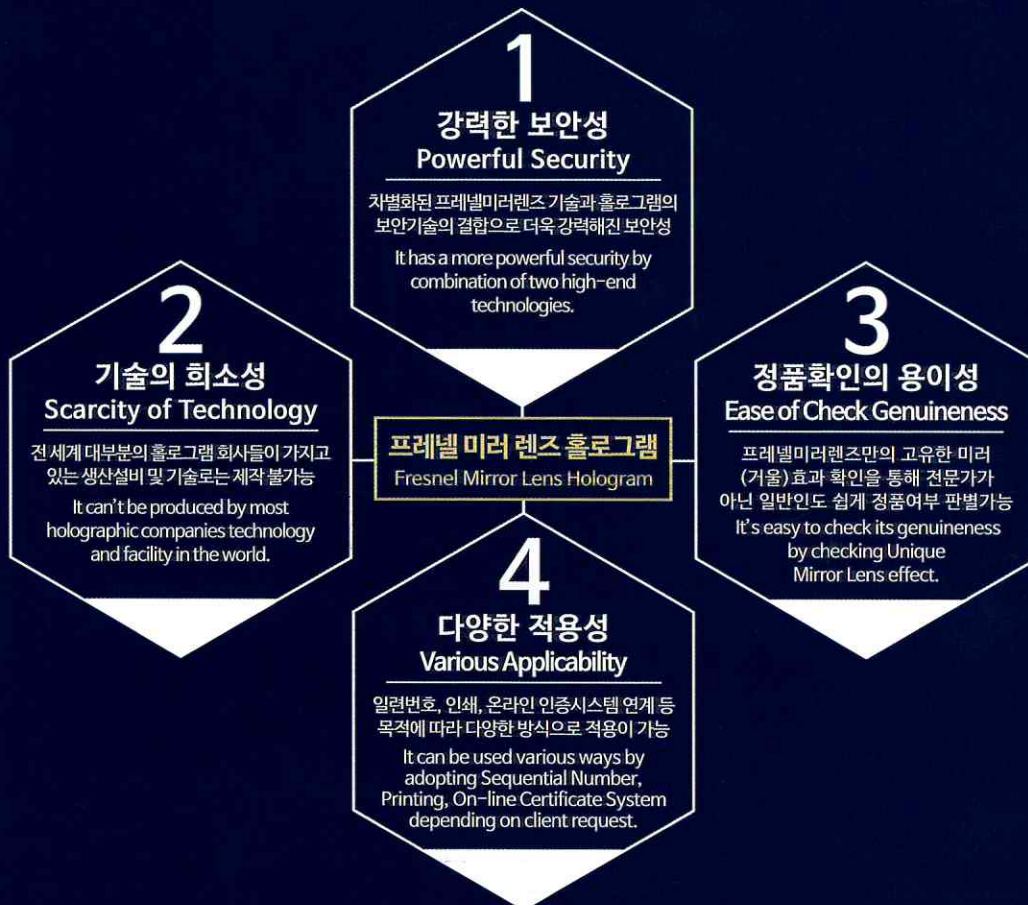 1
강력한 보안성
Powerful Security
차별화된 프레넬미러렌즈 기술과 홀로그램의
보안기술의 결합으로 더욱 강력해진 보안성
It has a more powerful security by
combination of two high-end
technologies.
2
기술의 희소성
Scarcity of Technology
전 세계 대부분의 홀로그램 회사들이 가지고
있는 생산설비 및 기술로는 제작 불가능
It can't be produced by most
holographic companies technology
and facility in the world.
프레넬 미러 렌즈 홀로그램
Fresnel Mirror Lens Hologram
3
정품확인의 용이성
Ease of Check Genuineness
프레넬미러렌즈만의 고유한 미러
(거울)효과 확인을 통해 전문가가
아닌 일반인도 쉽게 정품여부 판별가능
It's easy to check its genuineness
by checking Unique
Mirror Lens effect.
4
다양한 적용성
Various Applicability
일련번호, 인쇄, 온라인 인증시스템 연계 등
목적에 따라 다양한 방식으로 적용이 가능
It can be used various ways by
adopting Sequential Number,
Printing, On-line Certificate System
depending on client request.